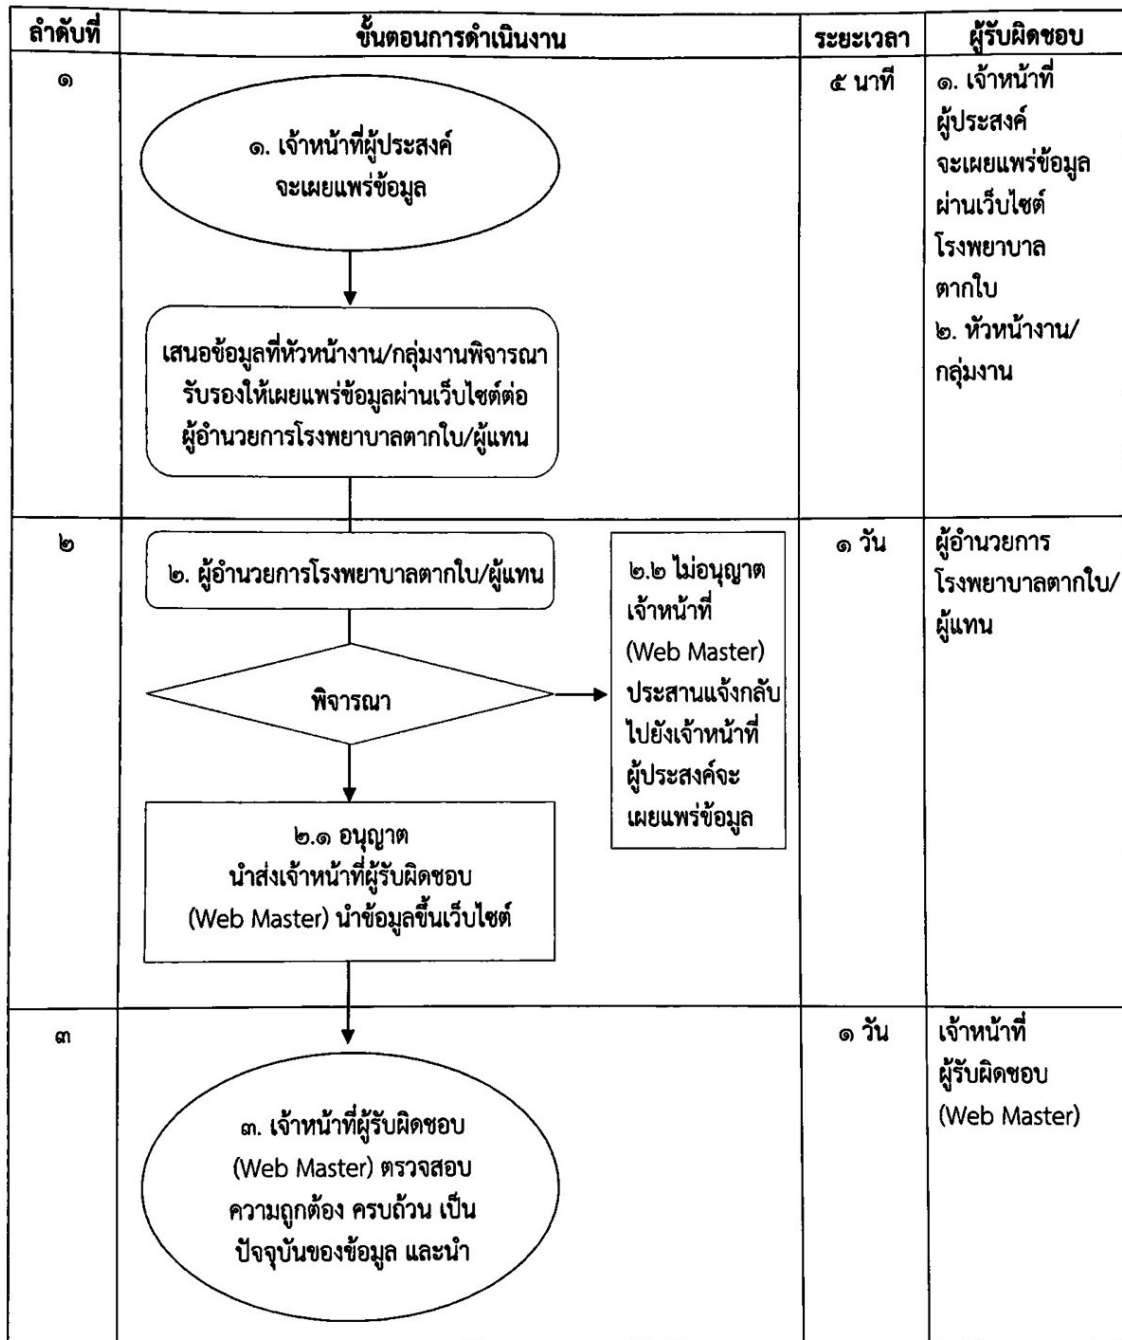 ลำดับที่ ขั้นตอนการดำเนินงาน ระยะเวลา ผู้รับผิดชอบ
๑
๑. เจ้าหน้าที่ผู้ประสงค์
จะเผยแพร่ข้อมูล
เสนอข้อมูลที่หัวหน้างาน/กลุ่มงานพิจารณา
รับรองให้เผยแพร่ข้อมูลผ่านเว็บไซต์ต่อ
ผู้อำนวยการโรงพยาบาลตากใบ/ผู้แทน
๕ นาที
๑. เจ้าหน้าที่
ผู้ประสงค์
จะเผยแพร่ข้อมูล
ผ่านเว็บไซต์
โรงพยาบาล
ตากใบ
๒. หัวหน้างาน/
กลุ่มงาน
๒
๒. ผู้อำนวยการโรงพยาบาลตากใบ/ผู้แทน
พิจารณา
๒.๒ ไม่อนุญาต
เจ้าหน้าที่
(Web Master)
ประสานแจ้งกลับ
ไปยังเจ้าหน้าที่
ผู้ประสงค์จะ
เผยแพร่ข้อมูล
๒.๑ อนุญาต
นำส่งเจ้าหน้าที่ผู้รับผิดชอบ
(Web Master) นำข้อมูลขึ้นเว็บไซต์
๑ วัน
ผู้อำนวยการ
โรงพยาบาลตากใบ/
ผู้แทน
๓
๓. เจ้าหน้าที่ผู้รับผิดชอบ
(Web Master) ตรวจสอบ
ความถูกต้อง ครบถ้วน เป็น
ปัจจุบันของข้อมูล และนำ
๑ วัน
เจ้าหน้าที่
ผู้รับผิดชอบ
(Web Master)